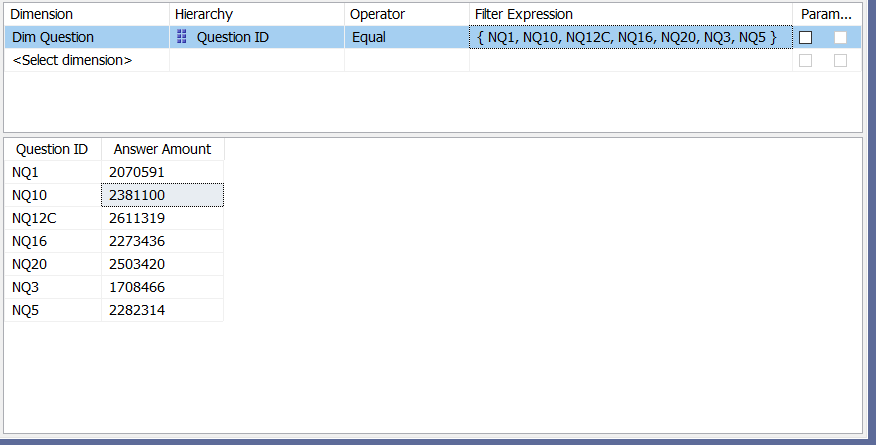 Dimension Hierarchy Operator Filter Expression Param...
Dim Question Question ID Equal { NQ1, NQ10, NQ12C, NQ16, NQ20, NQ3, NQ5 }
<Select dimension>
Question ID Answer Amount
NQ1 2070591
NQ10 2381100
NQ12C 2611319
NQ16 2273436
NQ20 2503420
NQ3 1708466
NQ5 2282314